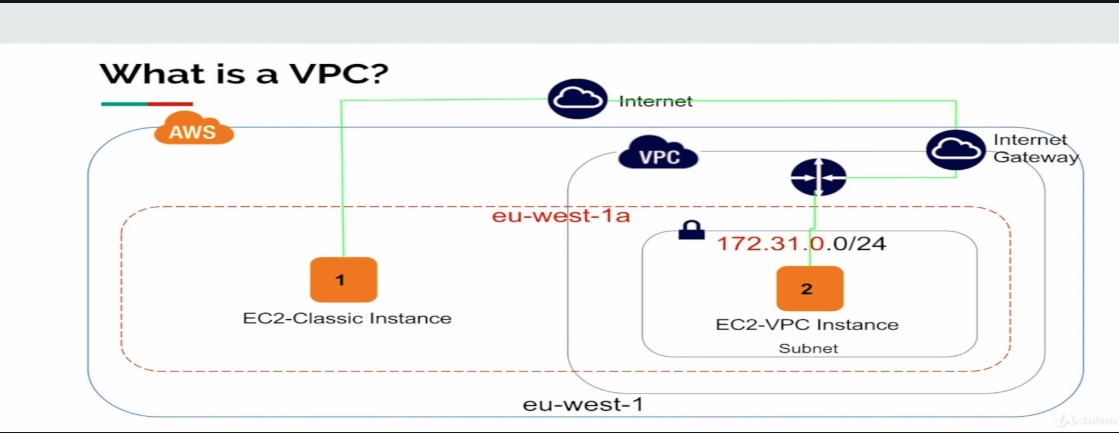 What is a VPC?
Internet
AWS
VPC
Internet
Gateway
eu-west-1a
172.31.0.0/24
1
2
EC2-Classic Instance
EC2-VPC Instance
Subnet
eu-west-1